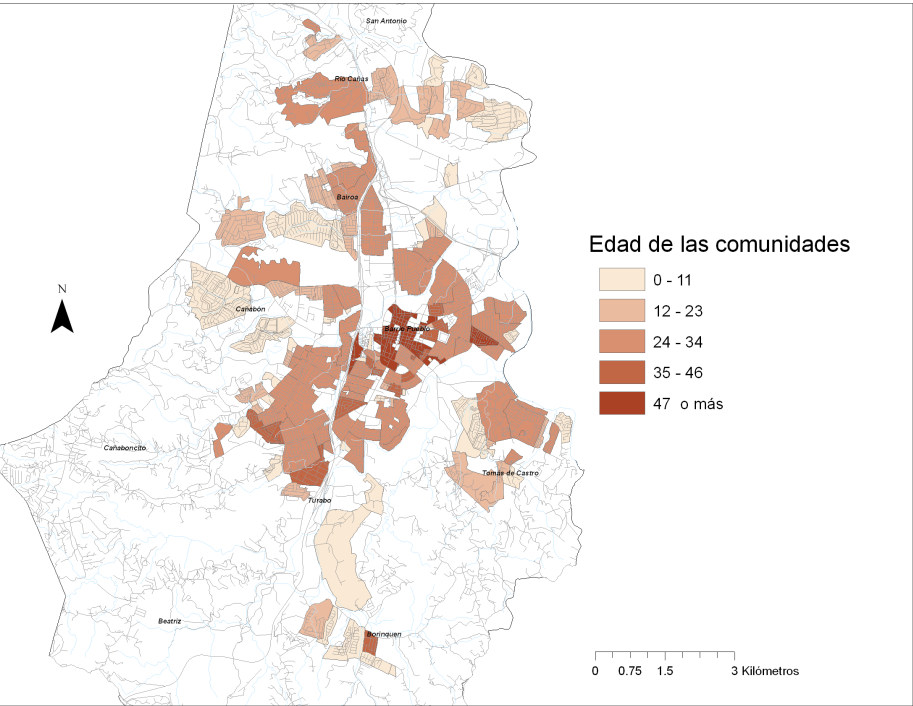 San Antonio
Río Cañas
Bairoa
Edad de las comunidades
0 - 11
N
12 - 23
Cañabón
Barrio Pueblo
24 - 34
35 - 46
47 o más
Cañaboncito
Tomás de Castro
Turabo
Beatríz
Borinquen
0 0.75 1.5 3 Kilómetros